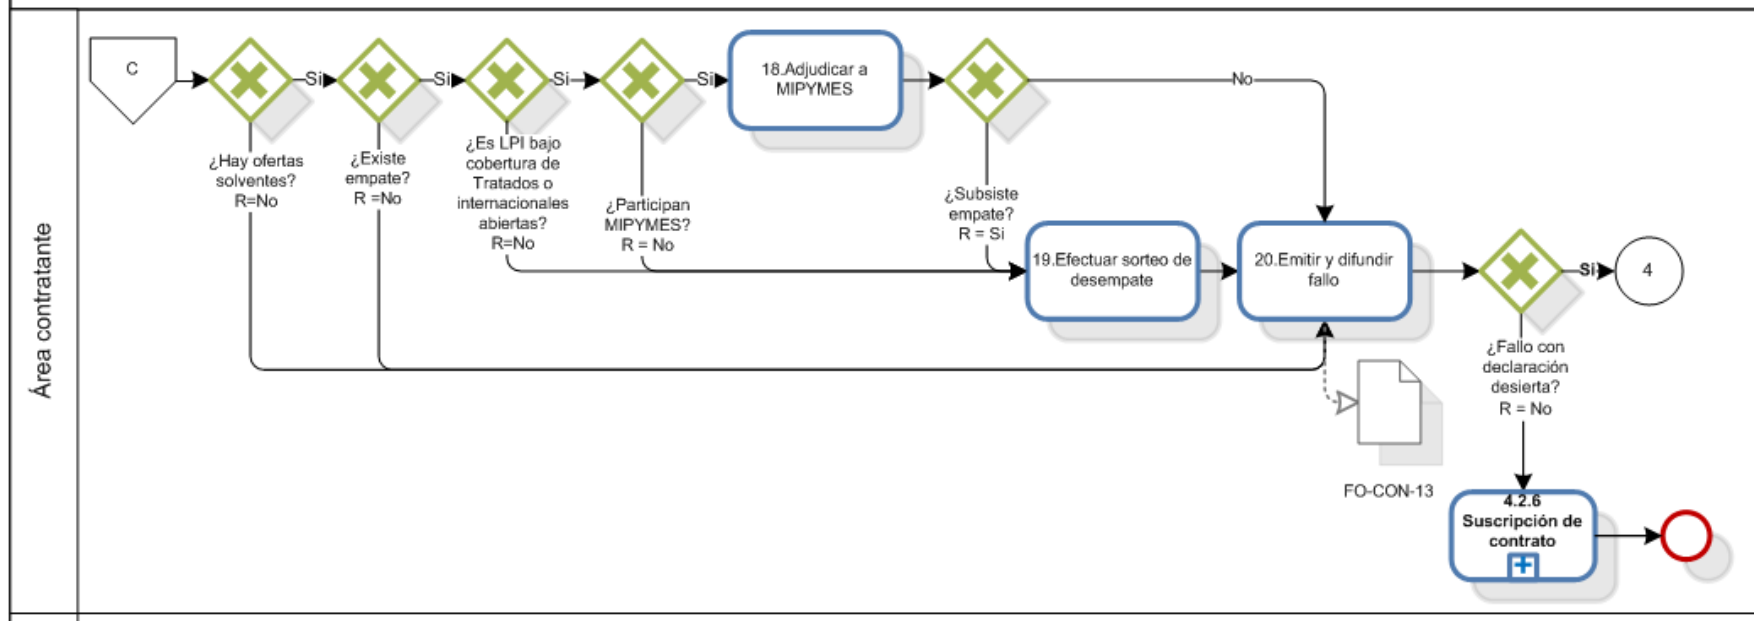 Área contratante
C
Si
Si
Si
Si
18.Adjudicar a
MIPYMES
No
¿Hay ofertas
solventes?
R=No
¿Existe
empate?
R =No
¿Es LPI bajo
cobertura de
Tratados o
internacionales
abiertas?
R=No
¿Participan
MIPYMES?
R = No
¿Subsiste
empate?
R = Si
19.Efectuar sorteo de
desempate
20.Emitir y difundir
fallo
Si
4
¿Fallo con
declaración
desierta?
R = No
FO-CON-13
4.2.6
Suscripción de
contrato